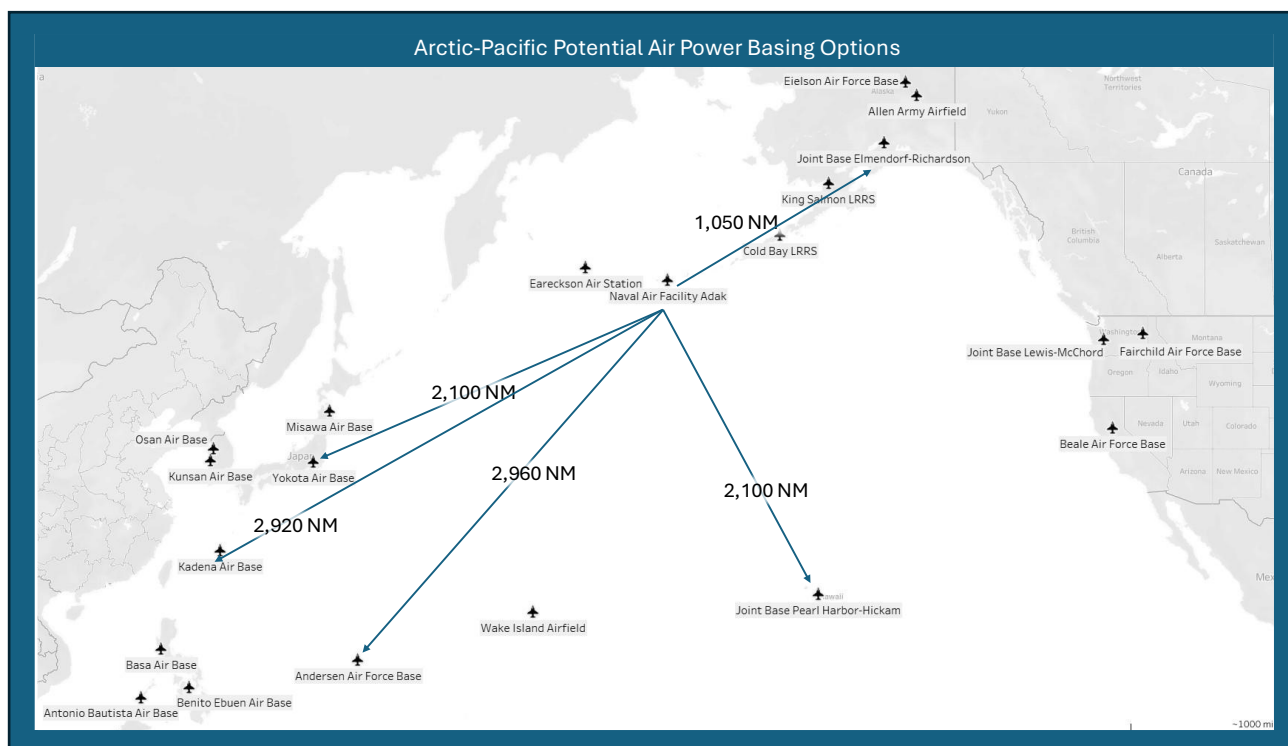 Arctic-Pacific Potential Air Power Basing Options
Eielson Air Force Base
Alaska
Allen Army Airfield
Northwest
Territories
Yukon
Joint Base Elmendorf-Richardson
King Salmon LRRS
Canada
1,050 NM
Cold Bay LRRS
British
Columbia
Alberta
Saskatchewan
Eareckson Air Station
Naval Air Facility Adak
Washington
Montana
Joint Base Lewis-McChord
Fairchild Air Force Base
Oregon
Idaho
Wyoming
2,100 NM
Misawa Air Base
Osan Air Base
Japan
Kunsan Air Base
Yokota Air Base
Nevada
Utah
Colorado
Beale Air Force Base
Arizona
New Mexico
2,960 NM
2,100 NM
2,920 NM
Kadena Air Base
Mex
Hawaii
Joint Base Pearl Harbor-Hickam
Wake Island Airfield
Basa Air Base
Andersen Air Force Base
Benito Ebuen Air Base
Antonio Bautista Air Base
~1000 mi